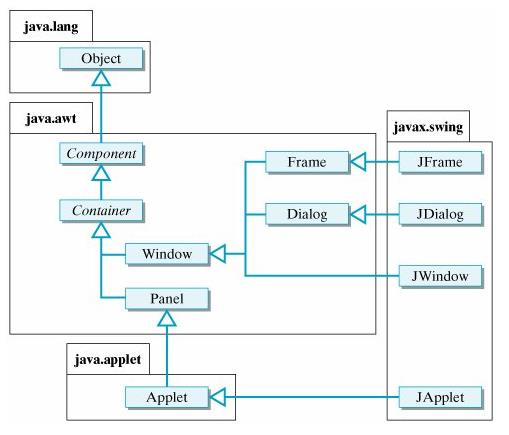 java.lang
Object
java.awt
javax.swing
Component
Frame
JFrame
Container
Dialog
JDialog
Window
JWindow
Panel
java.applet
Applet
JApplet